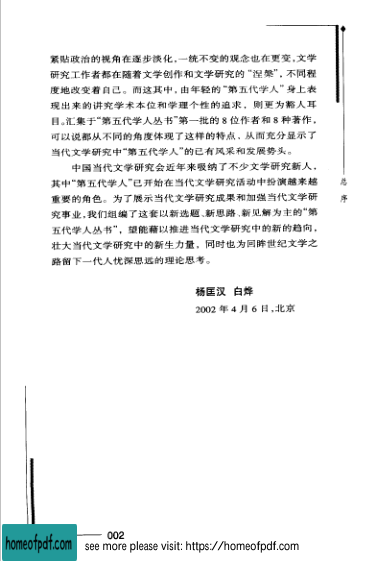 紧贴政治的视角在逐步淡化,一统不变的观念也在更变,文学
研究工作者都在随着文学创作和文学研究的“涅槃”,不同程
度地改变着自己。而这其中,由年轻的“第五代学人”身上表
现出来的讲究学术本位和学理个性的追求,则更为豁人耳
目。汇集于“第五代学人丛书”第一批的8位作者和8种著作,
可以说都从不同的角度体现了这样的特点、从而充分显示了
当代文学研究中“第五代学人”的已有风采和发展势头。
中国当代文学研究会近年来吸纳了不少文学研究新人,
其中“第五代学人”已开始在当代文学研究活动中扮演越来越
重要的角色。为了展示当代文学研究成果和加强当代文学研
究事业,我们组编了这套以新选题、新思路、新见解为主的“第
五代学人丛书”,望能藉以推进当代文学研究中的新的趋向,
壮大当代文学研究中的新生力量,同时也为回眸世纪文学之
路留下一代人忧深思远的理论思考。
杨匡汉 白烨
2002年4月6日,北京
总序
002
homeofpdf.com
see more please visit: https://homeofpdf.com